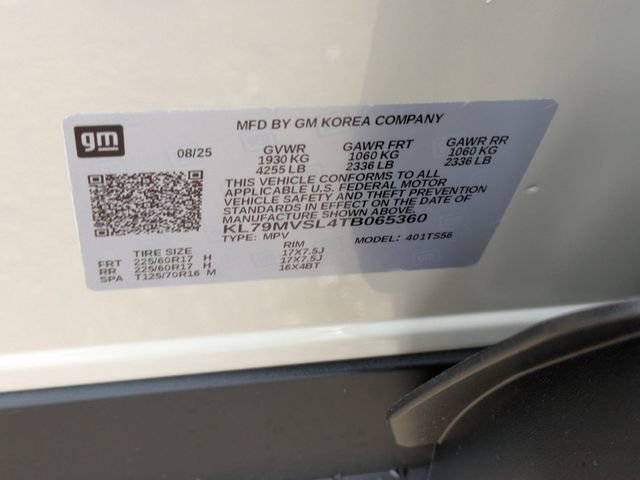 gm
MFD BY GM KOREA COMPANY
08/25 GVWR GAWR FRT GAWR RR
1930 KG 1060 KG 1060 KG
4255 LB 2336 LB 2336 LB
THIS VEHICLE CONFORMS TO ALL
APPLICABLE U.S. FEDERAL MOTOR
VEHICLE SAFETY AND THEFT PREVENTION
STANDARDS IN EFFECT ON THE DATE OF
MANUFACTURE SHOWN ABOVE.
KL79MVSL4TB065360
TYPE: MPV MODEL: 401TS56
TIRE SIZE RIM
FRT 225/60R17 H 17X7.5J
RR 225/60R17 H 17X7.5J
SPA T125/70R16 M 16X4BT